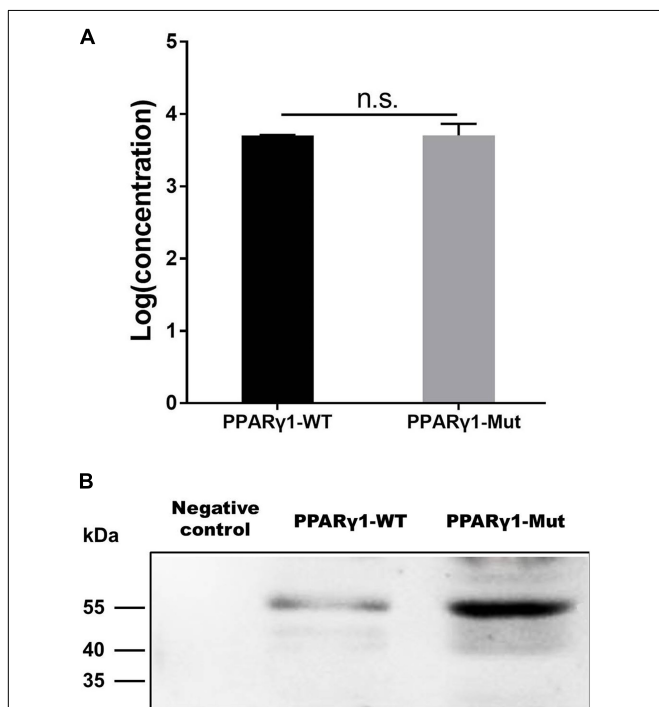 A
Log(concentration)
5
4
3
2
1
0
n.s.
PPARγ1-WT PPARγ1-Mut
B
kDa
Negative
control
PPARγ1-WT PPARγ1-Mut
55
40
35